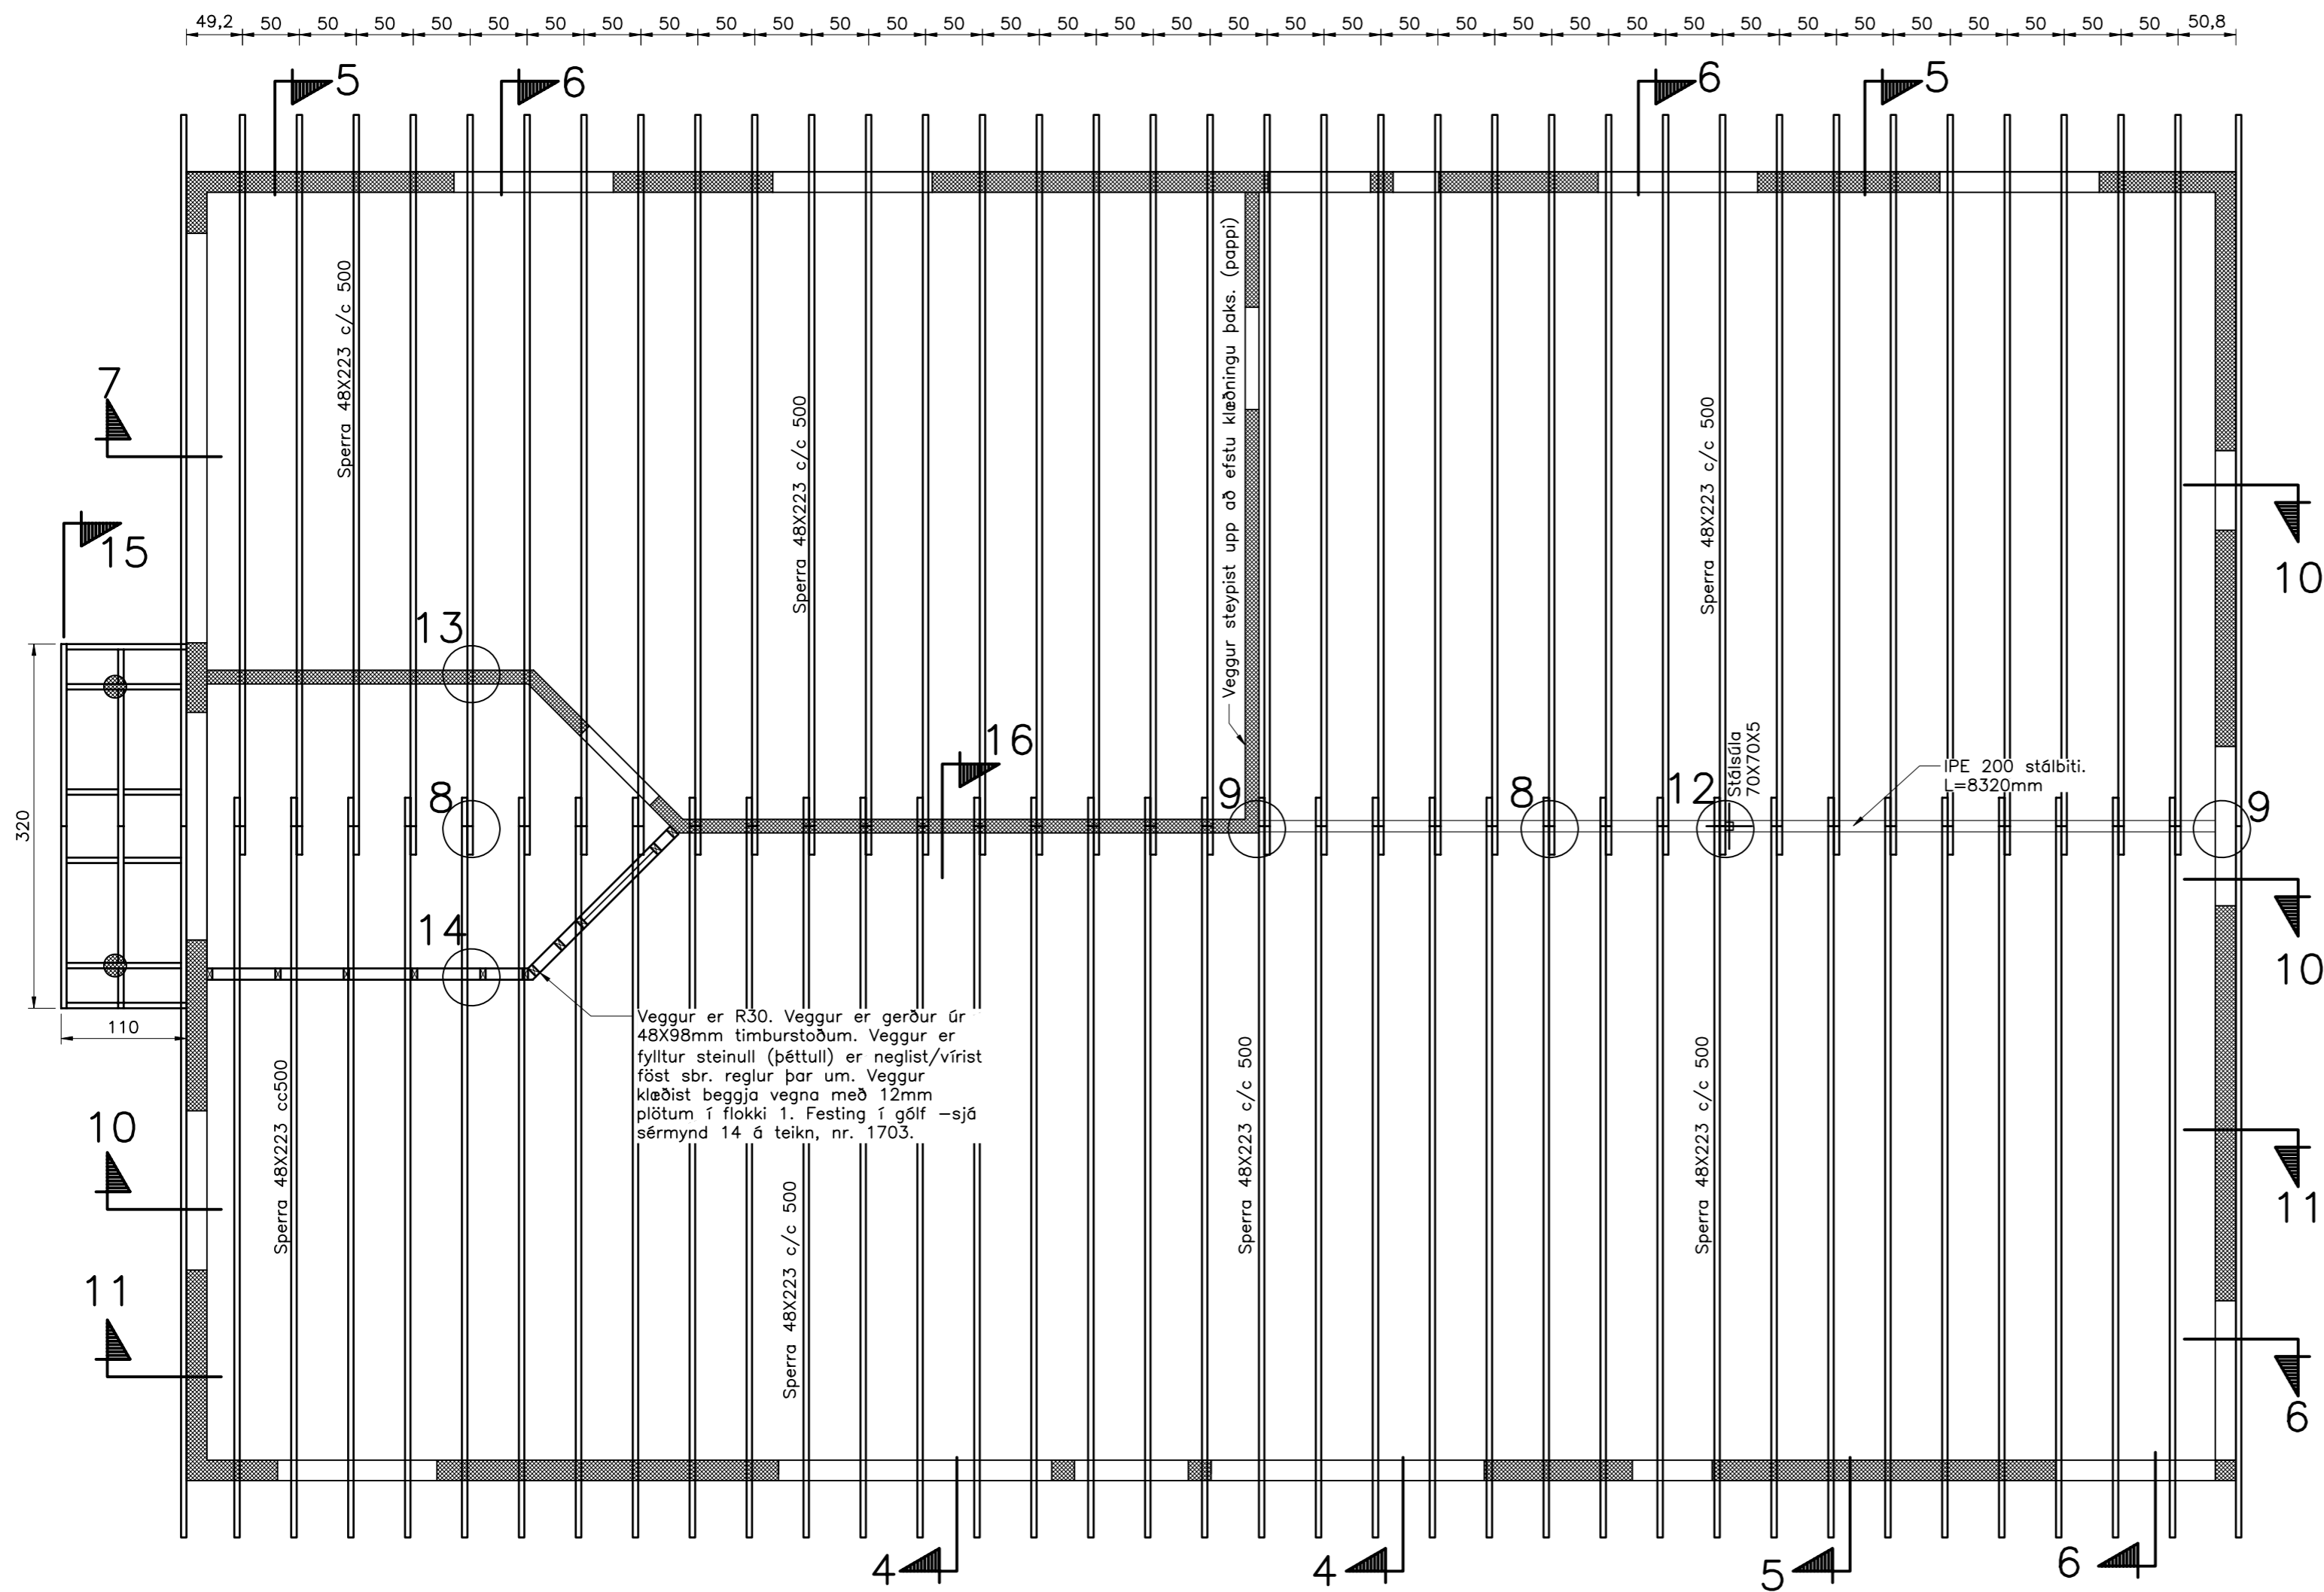 49,2 50 50 50 50 50 50 50 50 50 50 50 50 50 50 50 50 50 50 50 50 50 50 50 50 50 50 50 50 50 50 50 50 50 50 50,8
5
6
6
5
7
15
13
8
14
16
9
8
12
9
10
10
11
6
10
11
4
4
5
6
320
110
Sperra 48X223 c/c 500
Sperra 48X223 c/c 500
Veggur steypist upp að efstu klæðningu þaks. (pappi)
Sperra 48X223 c/c 500
Stálsúla
70X70X5
IPE 200 stálbiti.
L=8320mm
Veggur er R30. Veggur er gerður úr
48X98mm timburstoðum. Veggur er
fylltur steinull (þéttull) er neglist/vírist
föst sbr. reglur þar um. Veggur
klæðist beggja vegna með 12mm
plötum í flokki 1. Festing í gólf –sjá
sérmynd 14 á teikn, nr. 1703.
Sperra 48X223 cc500
Sperra 48X223 c/c 500
Sperra 48X223 c/c 500
Sperra 48X223 c/c 500